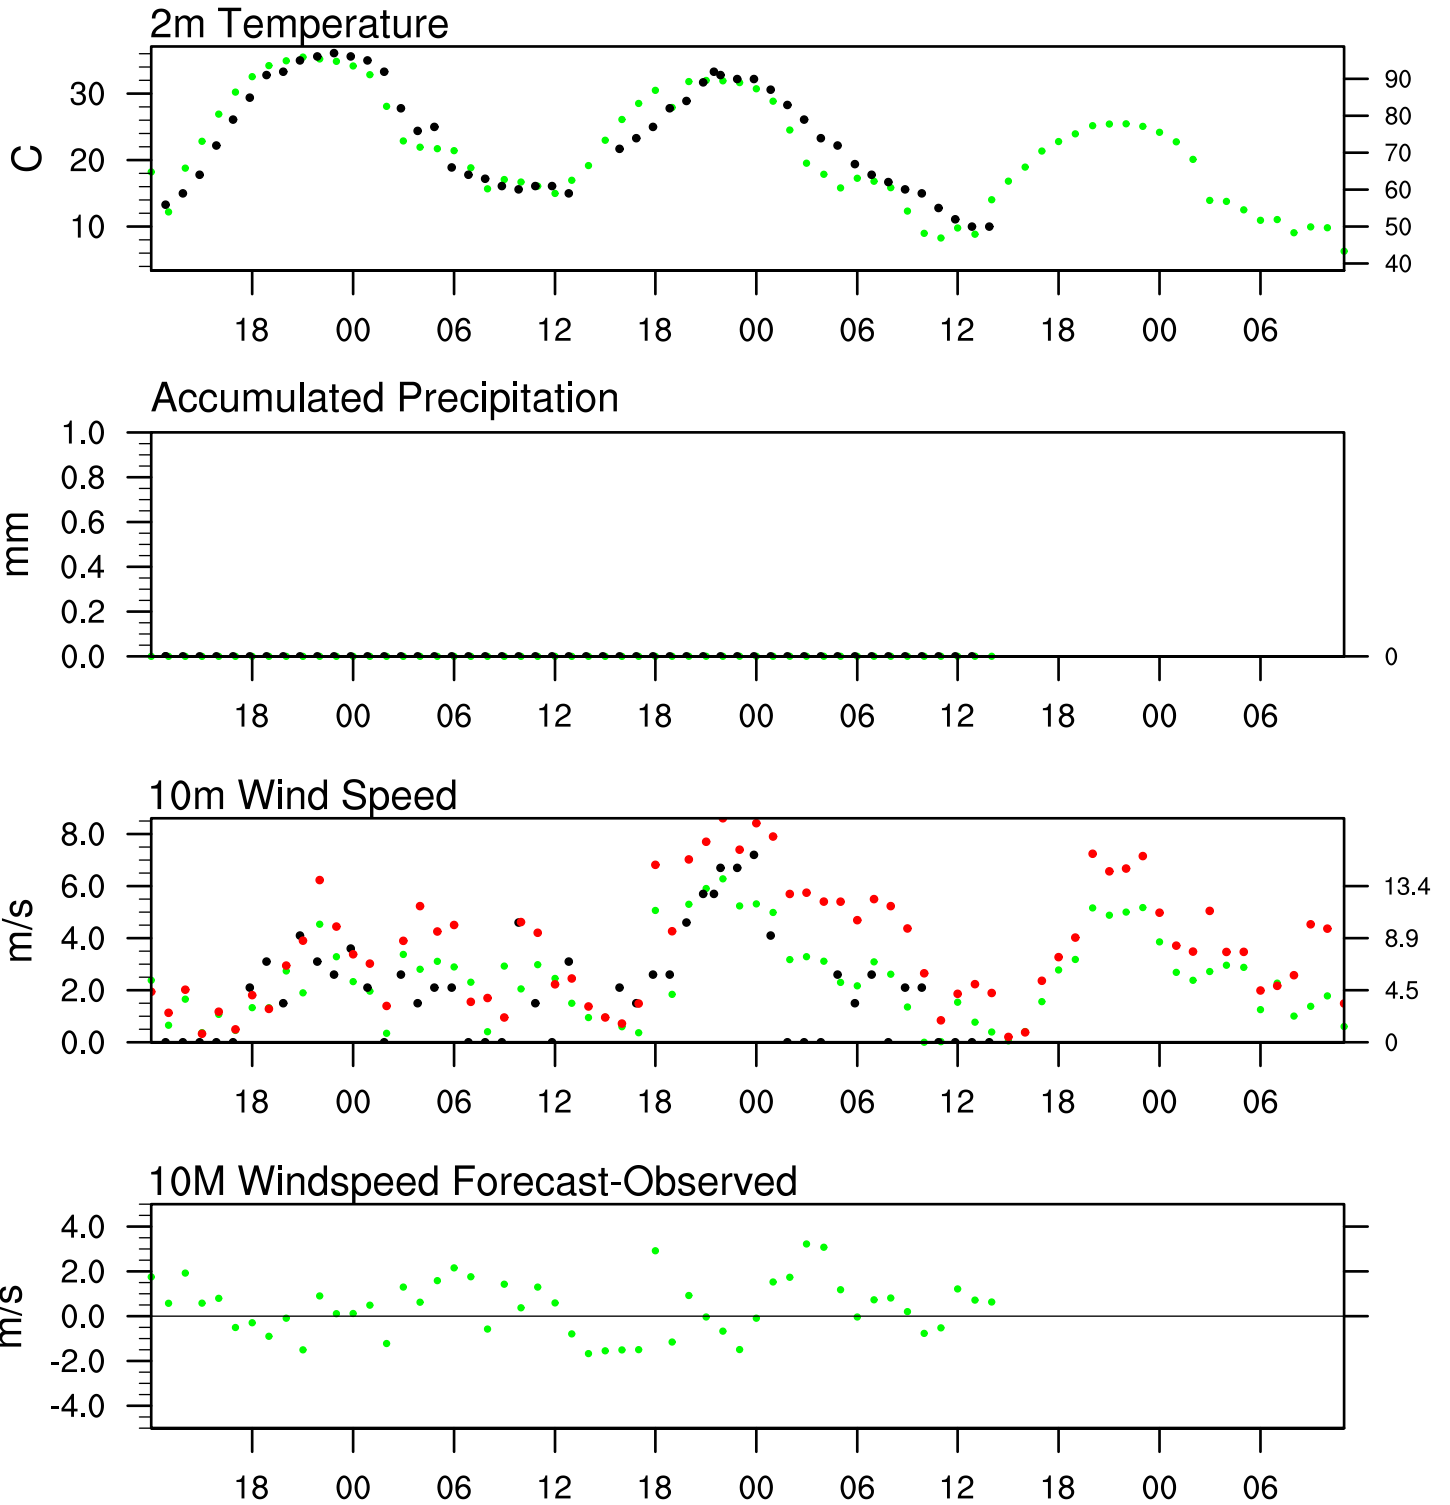 2m Temperature
C
30
20
10
90
80
70
60
50
40
18 00 06 12 18 00 06 12 18 00 06
Accumulated Precipitation
mm
1.0
0.8
0.6
0.4
0.2
0.0
0
18 00 06 12 18 00 06 12 18 00 06
10m Wind Speed
m/s
8.0
6.0
4.0
2.0
0.0
13.4
8.9
4.5
0
18 00 06 12 18 00 06 12 18 00 06
10M Windspeed Forecast-Observed
m/s
4.0
2.0
0.0
-2.0
-4.0
18 00 06 12 18 00 06 12 18 00 06